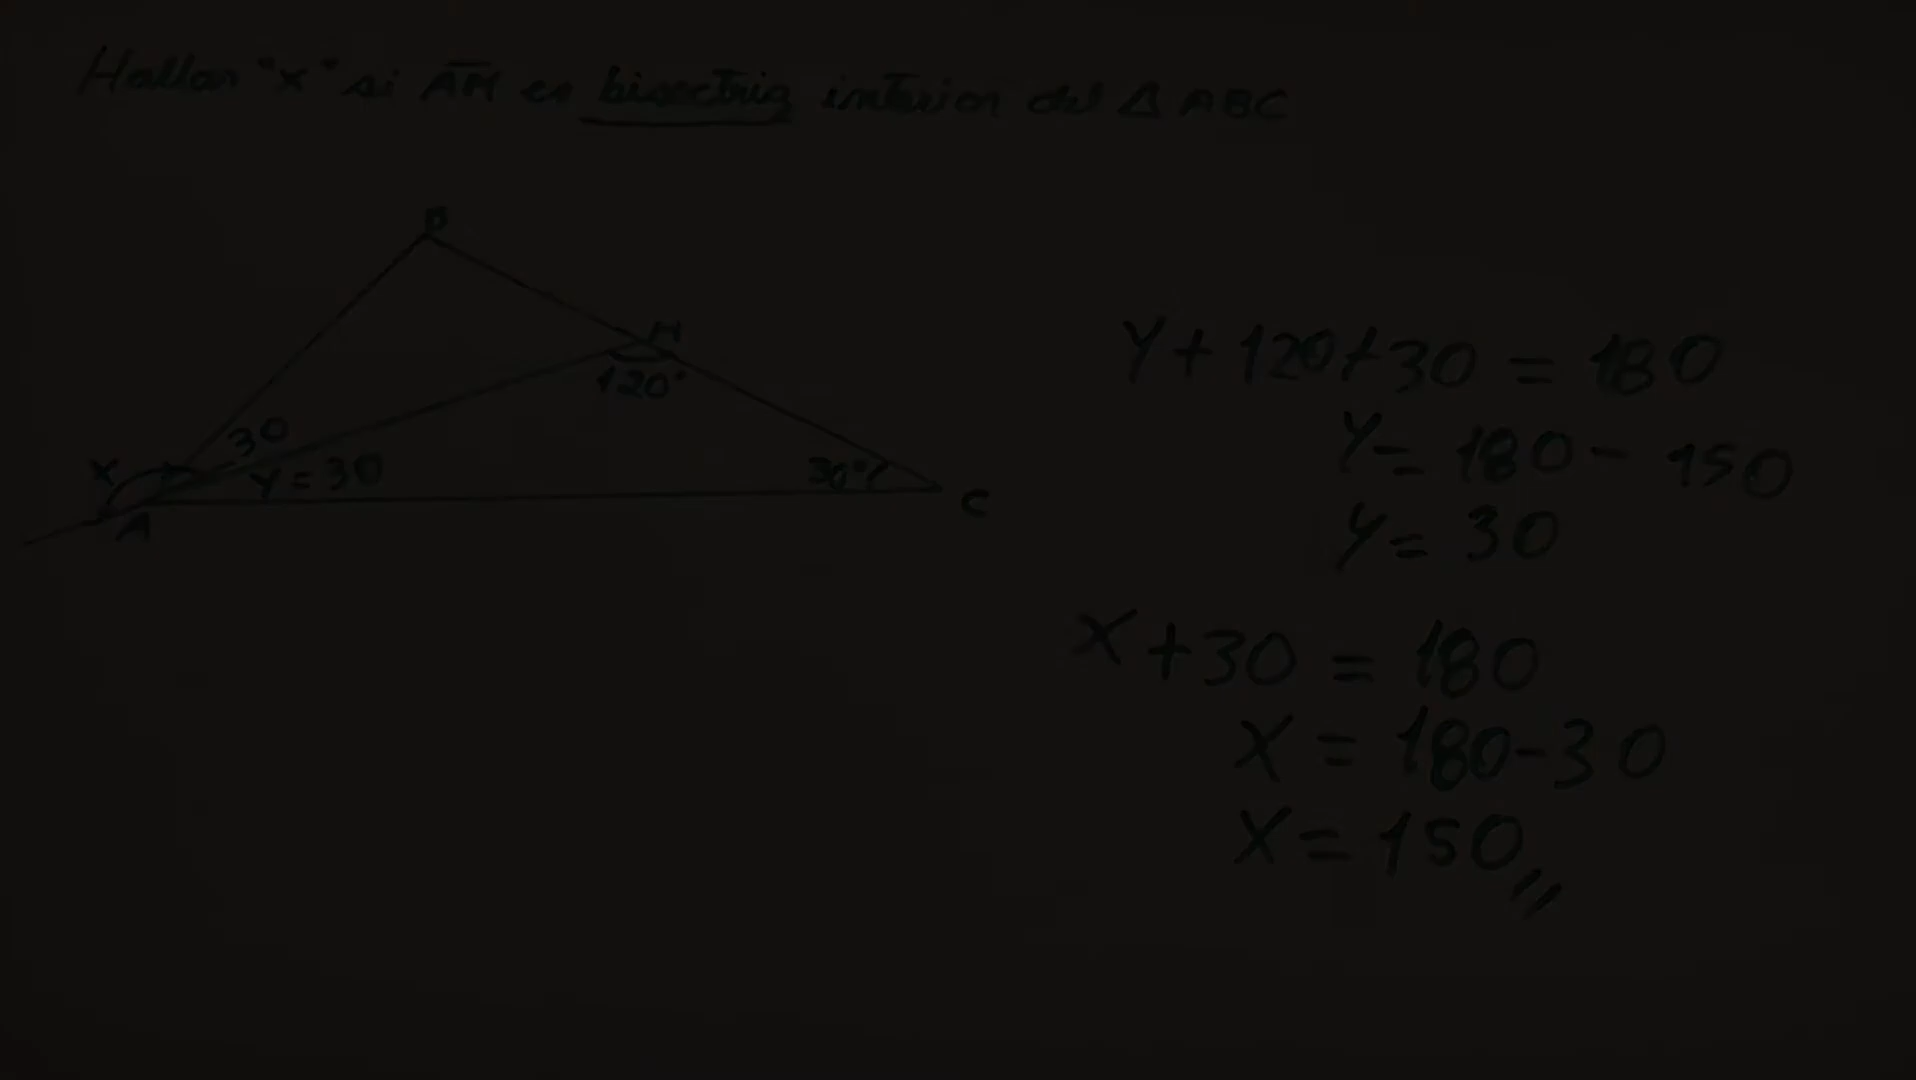 Hallar "x" si AM es bisectriz interior del Δ ABC
B
M
120°
30
x
y = 30
30°
A
C
y + 120 + 30 = 180
y = 180 - 150
y = 30
x + 30 = 180
x = 180 - 30
x = 150